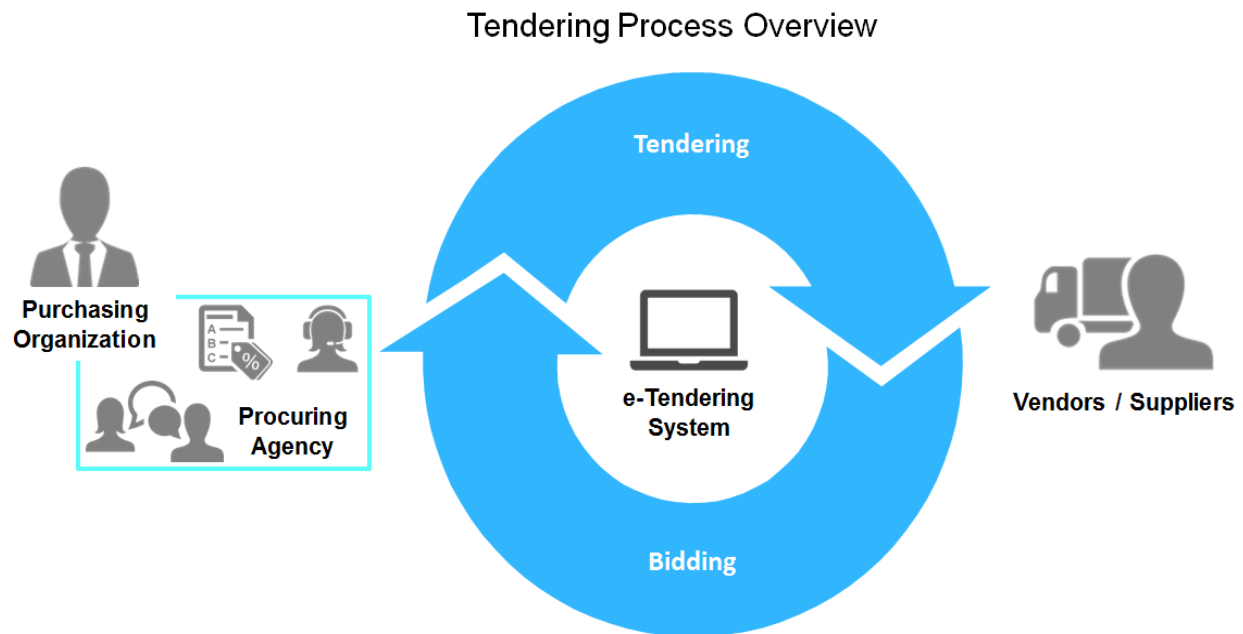 Tendering Process Overview
Tendering
Purchasing
Organization
A
B
C
%
Procuring
Agency
e-Tendering
System
Vendors / Suppliers
Bidding